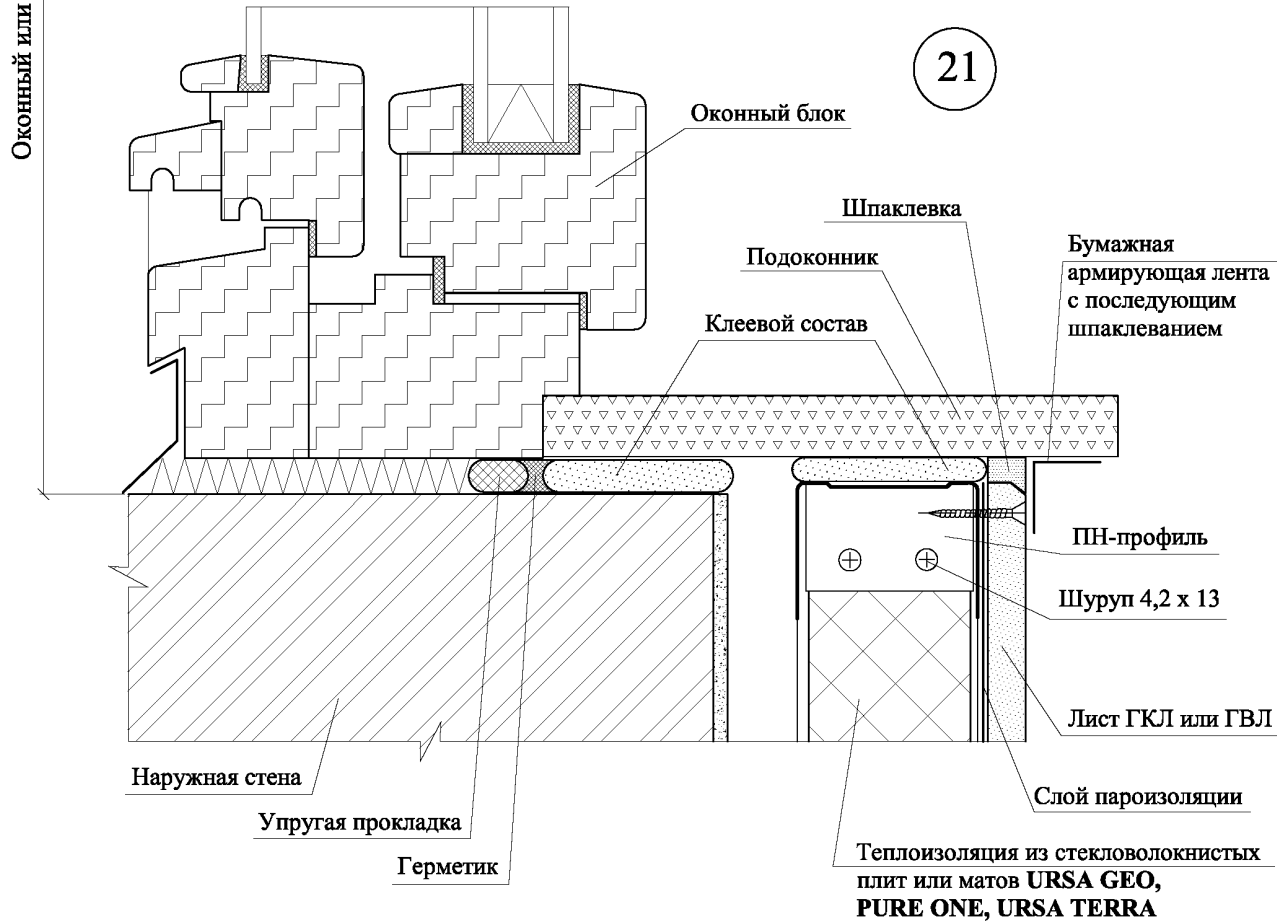 Оконный или
21
Оконный блок
Шпаклевка
Подоконник
Бумажная
армирующая лента
с последующим
шпаклеванием
Клеевой состав
ПН-профиль
Шуруп 4,2 х 13
Лист ГКЛ или ГВЛ
Наружная стена
Слой пароизоляции
Упругая прокладка
Герметик
Теплоизоляция из стекловолокнистых
плит или матов URSA GEO,
PURE ONE, URSA TERRA